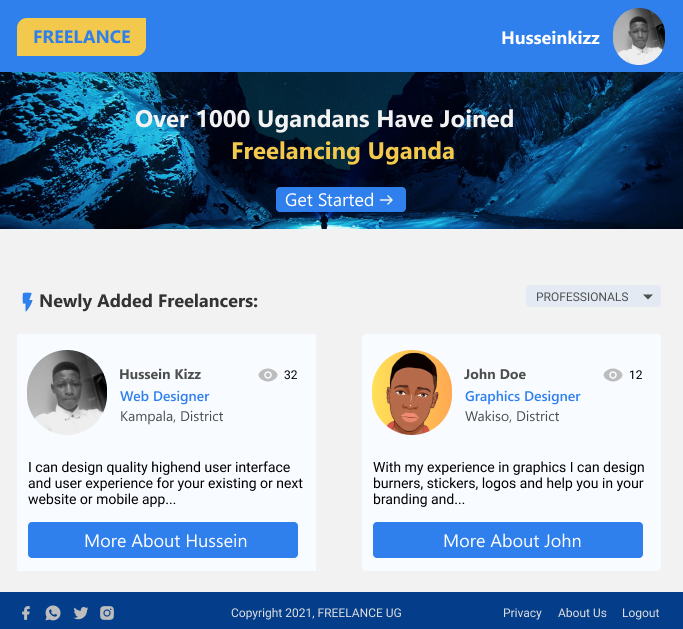 FREELANCE
Husseinkizz
Over 1000 Ugandans Have Joined
Freelancing Uganda
Get Started →
Newly Added Freelancers:
PROFESSIONALS
Hussein Kizz
32
Web Designer
Kampala, District
I can design quality highend user interface
and user experience for your existing or next
website or mobile app...
More About Hussein
John Doe
12
Graphics Designer
Wakiso, District
With my experience in graphics I can design
burners, stickers, logos and help you in your
branding and...
More About John
Copyright 2021, FREELANCE UG
Privacy
About Us
Logout